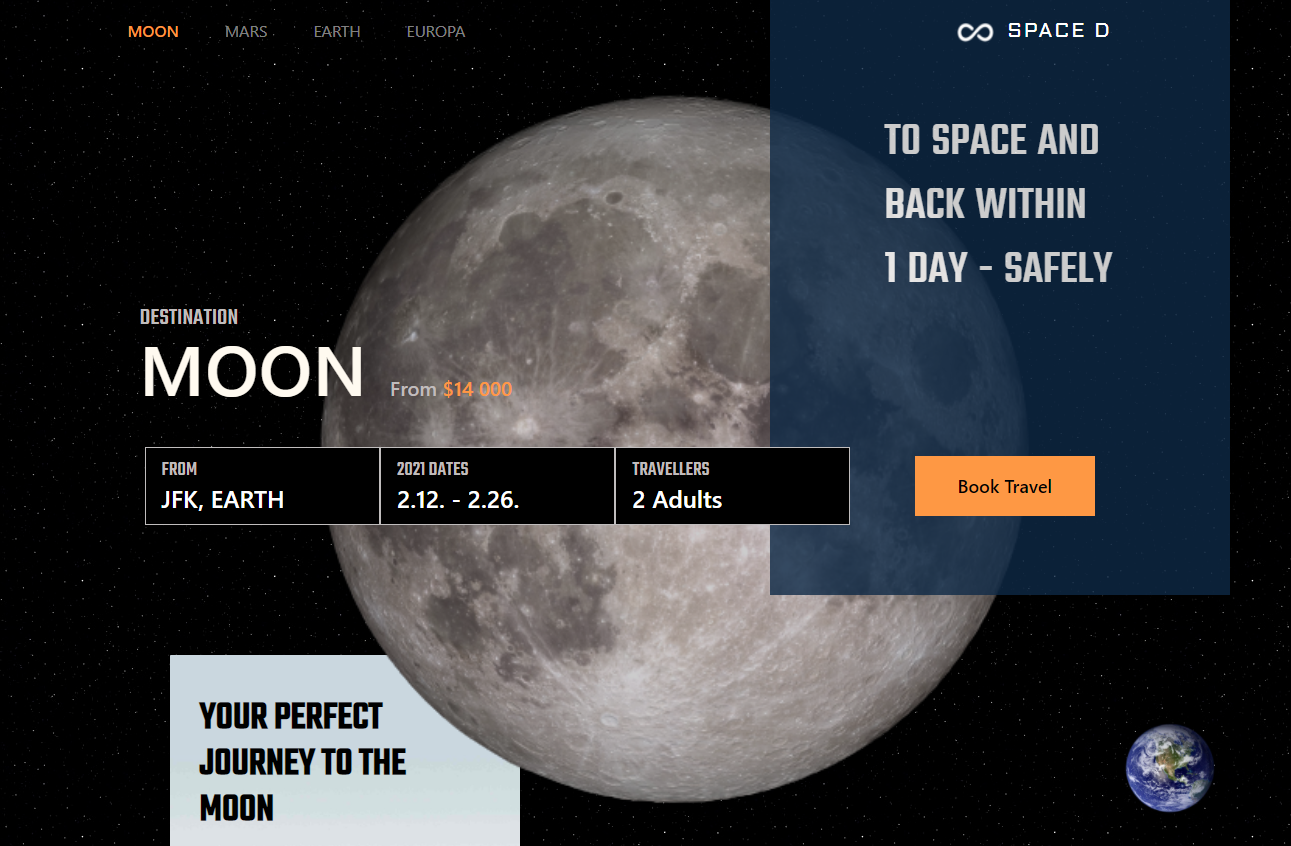 MOON MARS EARTH EUROPA
SPACE D
TO SPACE AND
BACK WITHIN
1 DAY - SAFELY
DESTINATION
MOON From $14 000
FROM
JFK, EARTH
2021 DATES
2.12. - 2.26.
TRAVELLERS
2 Adults
Book Travel
YOUR PERFECT
JOURNEY TO THE
MOON